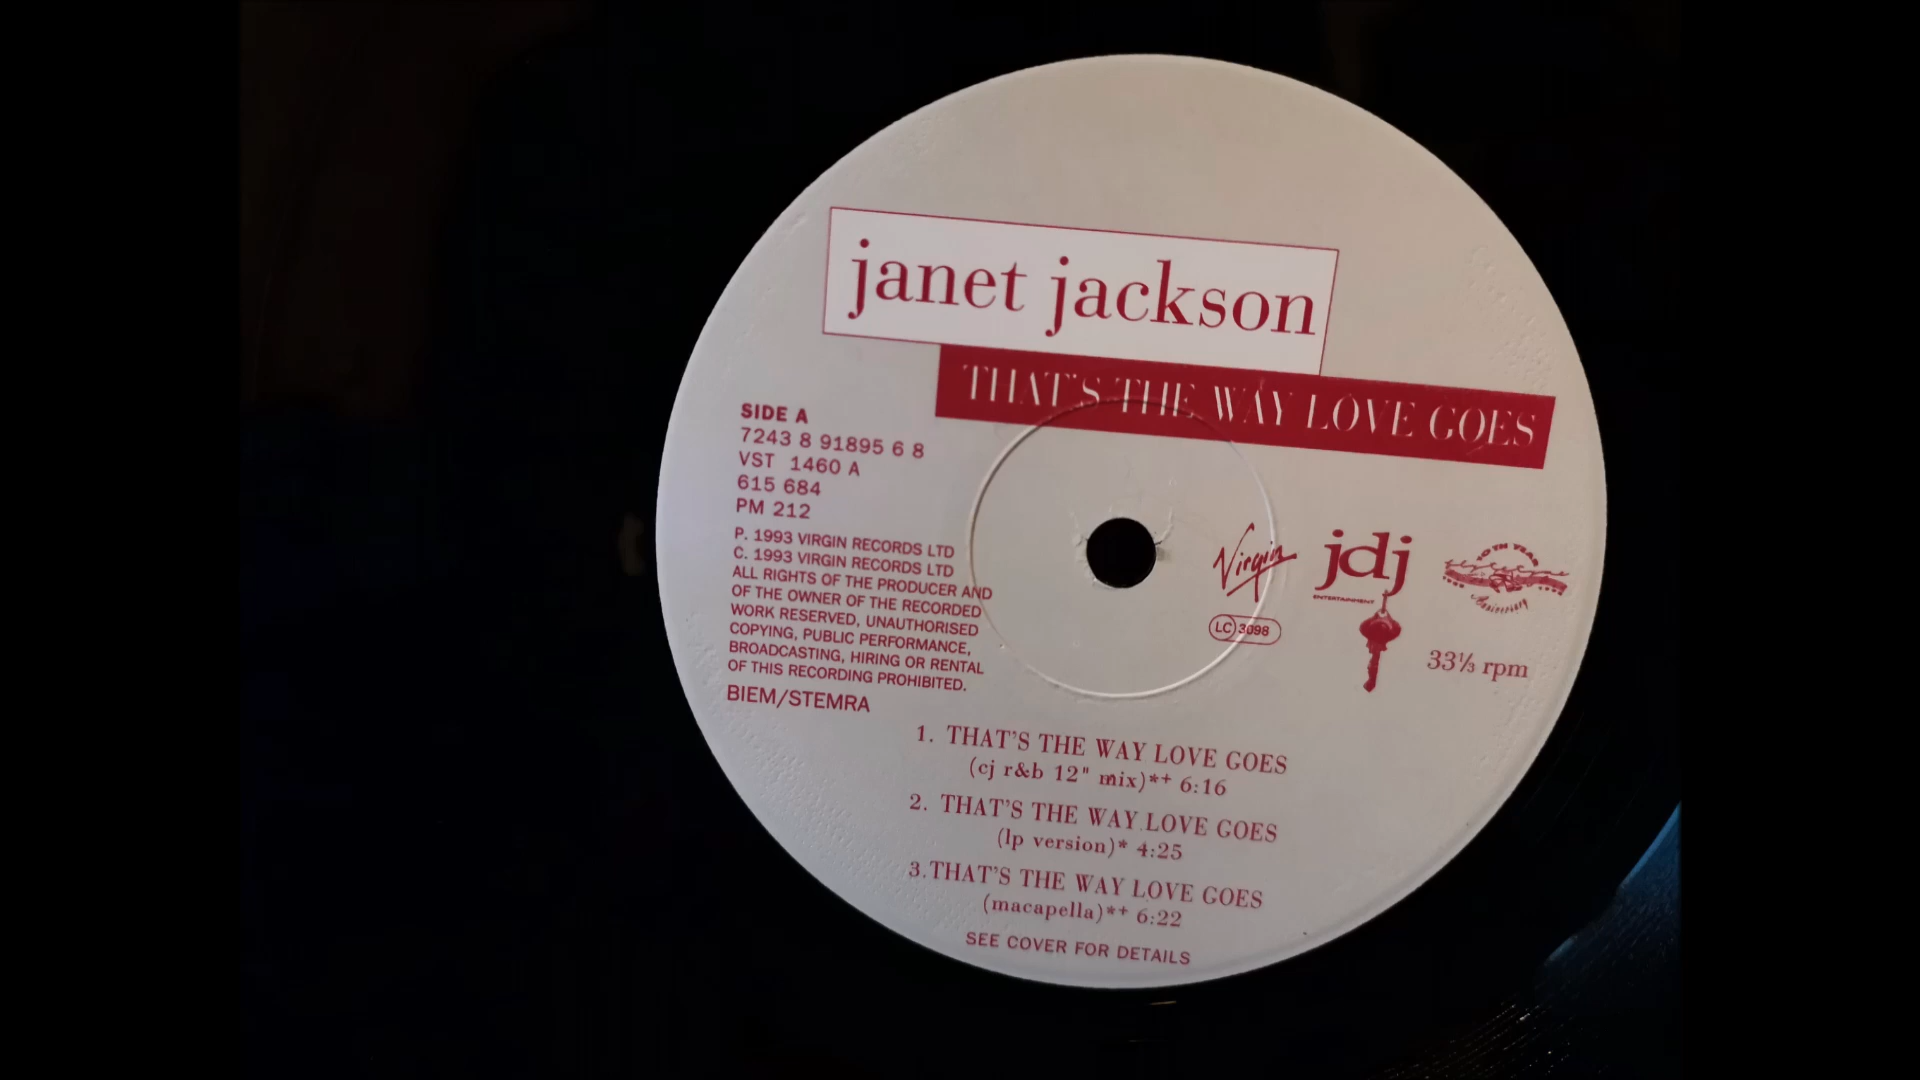 janet jackson
THAT'S THE WAY LOVE GOES
SIDE A
7243 8 91895 6 8
VST 1460 A
615 684
PM 212
P. 1993 VIRGIN RECORDS LTD
C. 1993 VIRGIN RECORDS LTD
ALL RIGHTS OF THE PRODUCER AND
OF THE OWNER OF THE RECORDED
WORK RESERVED, UNAUTHORISED
COPYING, PUBLIC PERFORMANCE,
BROADCASTING, HIRING OR RENTAL
OF THIS RECORDING PROHIBITED.
BIEM/STEMRA
Virgin
LC 3098
jdj
ENTERTAINMENT
10TH YEAR
Anniversary
33⅓ rpm
1. THAT'S THE WAY LOVE GOES
(cj r&b 12" mix)*+ 6:16
2. THAT'S THE WAY LOVE GOES
(lp version)* 4:25
3.THAT'S THE WAY LOVE GOES
(macapella)*+ 6:22
SEE COVER FOR DETAILS